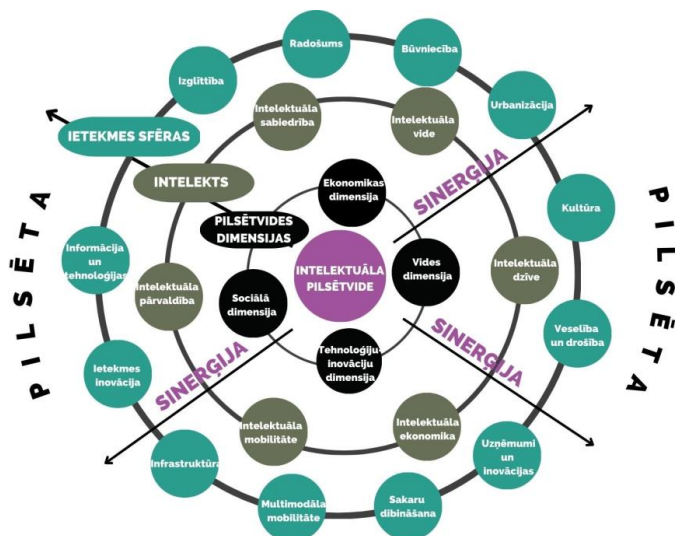 Radošums
Būvniecība
Izglītība
Urbanizācija
Intelektuāla
sabiedrība
Intelektuāla
vide
IETEKMES SFĒRAS
INTELEKTS
PILSĒTVIDES
DIMENSIJAS
Ekonomikas
dimensija
SINERĢIJA
Kultūra
PILSĒTA
PILSĒTA
Informācija
un
tehnoloģijas
Intelektuāla
pārvaldība
Sociālā
dimensija
INTELEKTUĀLA
PILSĒTVIDE
Vides
dimensija
Intelektuāla
dzīve
Veselība
un drošība
Tehnoloģiju-
inovāciju
dimensija
SINERĢIJA
SINERĢIJA
Ietekmes
inovācija
Intelektuāla
mobilitāte
Intelektuāla
ekonomika
Infrastruktūra
Uzņēmumi
un
inovācijas
Multimodāla
mobilitāte
Sakaru
dibināšana